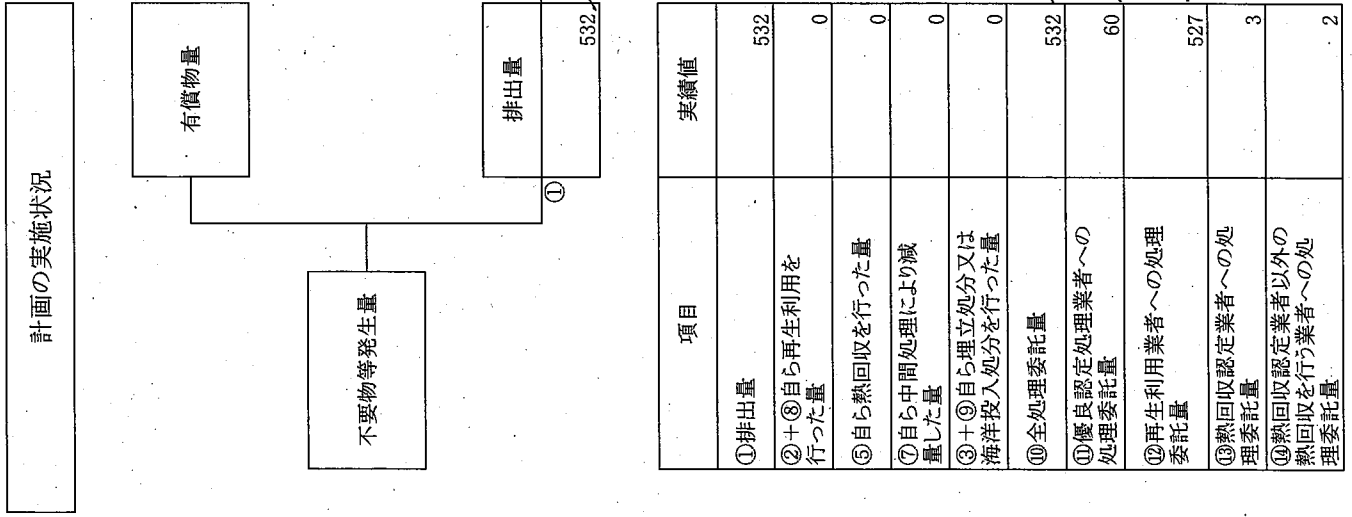 計画の実施状況
不要物等発生量
有償物量
排出量
①
532
項目
実績値
①排出量
532
②+⑧自ら再生利用を
行った量
0
⑤自ら熱回収を行った量
0
⑦自ら中間処理により減
量した量
0
③+⑨自ら埋立処分又は
海洋投入処分を行った量
0
⑩全処理委託量
532
⑪優良認定処理業者への
処理委託量
60
⑫再生利用業者への処理
委託量
527
⑬熱回収認定業者への処
理委託量
3
⑭熱回収認定業者以外の
熱回収を行う業者への処
理委託量
2